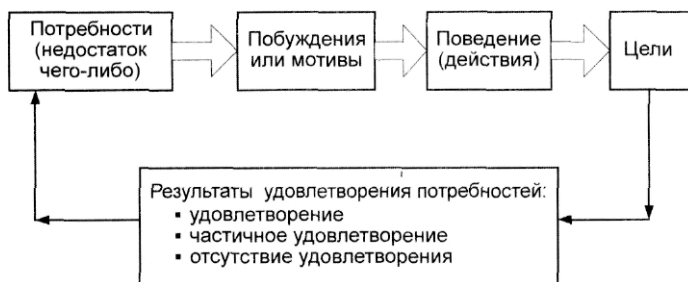 Потребности
(недостаток
чего-либо)
Побуждения
или мотивы
Поведение
(действия)
Цели
Результаты удовлетворения потребностей:
▪ удовлетворение
▪ частичное удовлетворение
▪ отсутствие удовлетворения